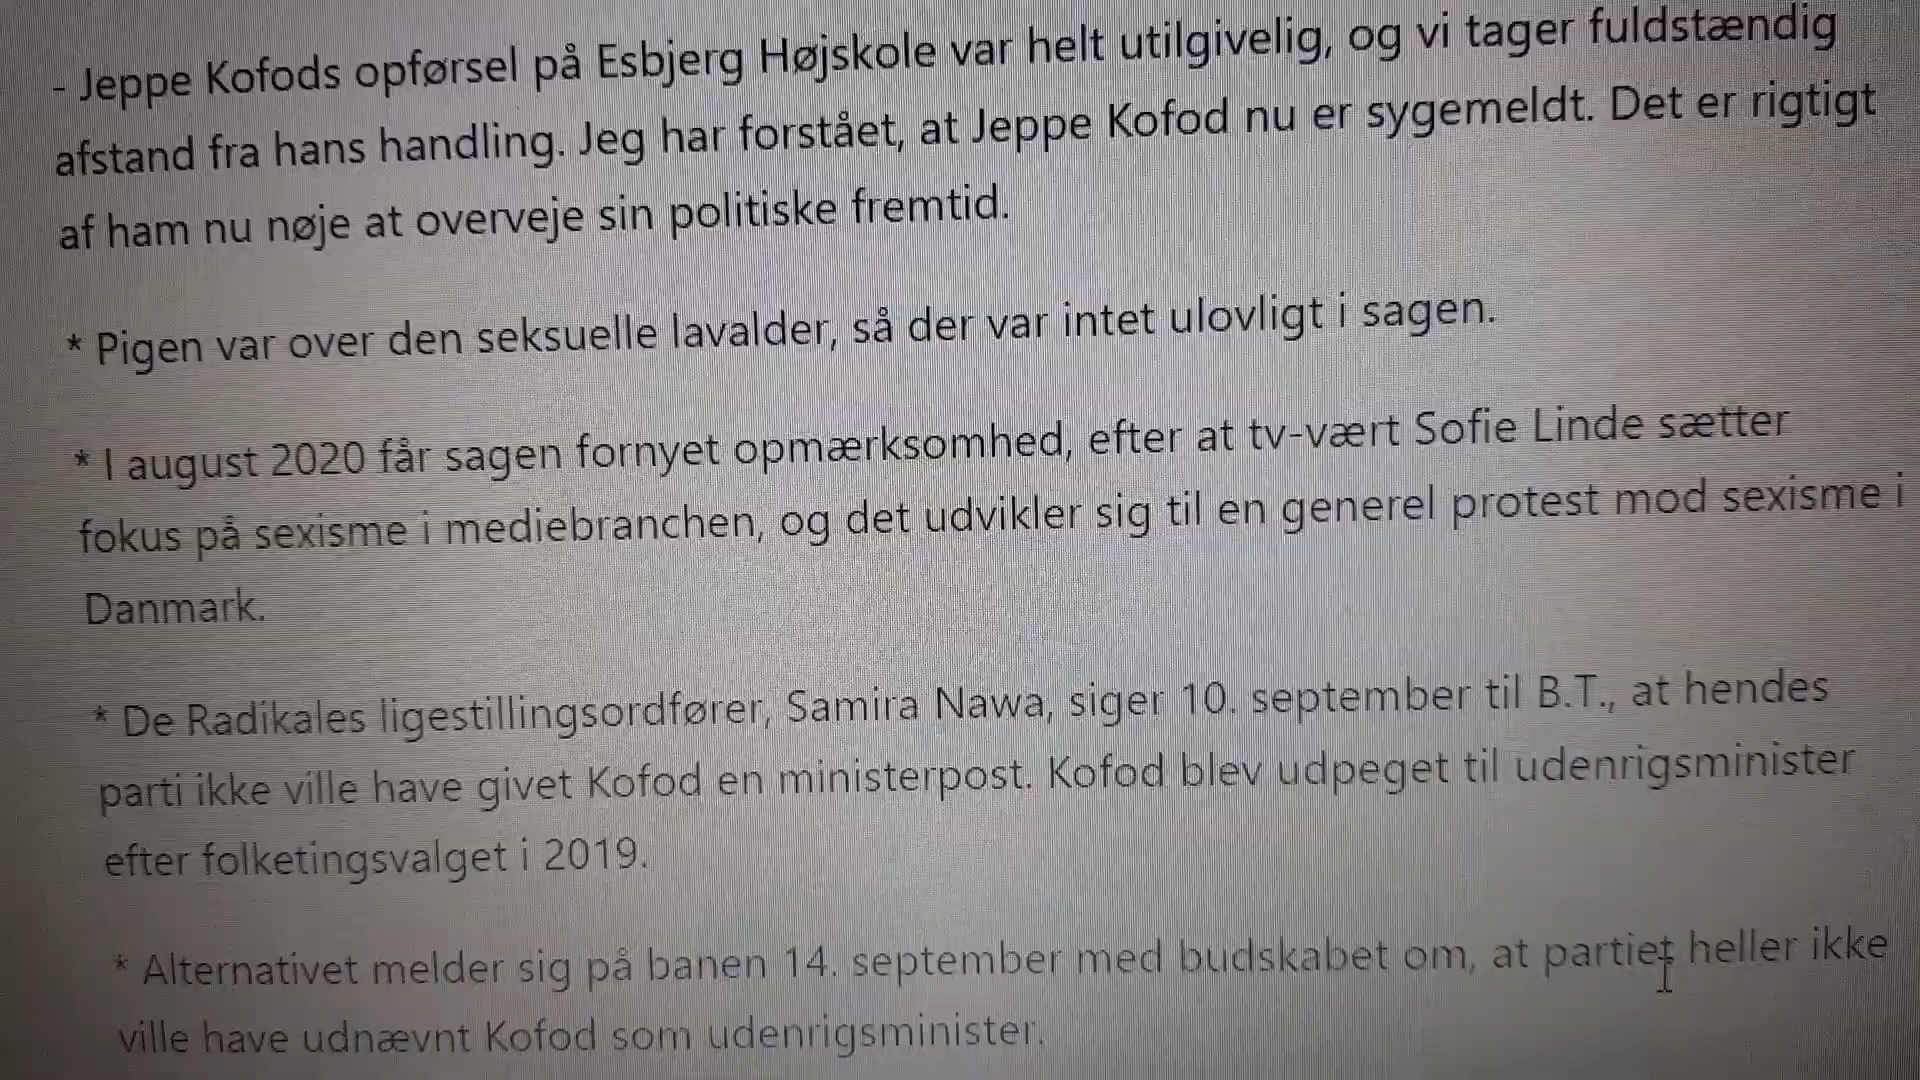 - Jeppe Kofods opførsel på Esbjerg Højskole var helt utilgivelig, og vi tager fuldstændig
afstand fra hans handling. Jeg har forstået, at Jeppe Kofod nu er sygemeldt. Det er rigtigt
af ham nu nøje at overveje sin politiske fremtid.
* Pigen var over den seksuelle lavalder, så der var intet ulovligt i sagen.
* I august 2020 får sagen fornyet opmærksomhed, efter at tv-vært Sofie Linde sætter
fokus på sexisme i mediebranchen, og det udvikler sig til en generel protest mod sexisme i
Danmark.
* De Radikales ligestillingsordfører, Samira Nawa, siger 10. september til B.T., at hendes
parti ikke ville have givet Kofod en ministerpost. Kofod blev udpeget til udenrigsminister
efter folketingsvalget i 2019.
* Alternativet melder sig på banen 14. september med budskabet om, at partiet heller ikke
ville have udnævnt Kofod som udenrigsminister.